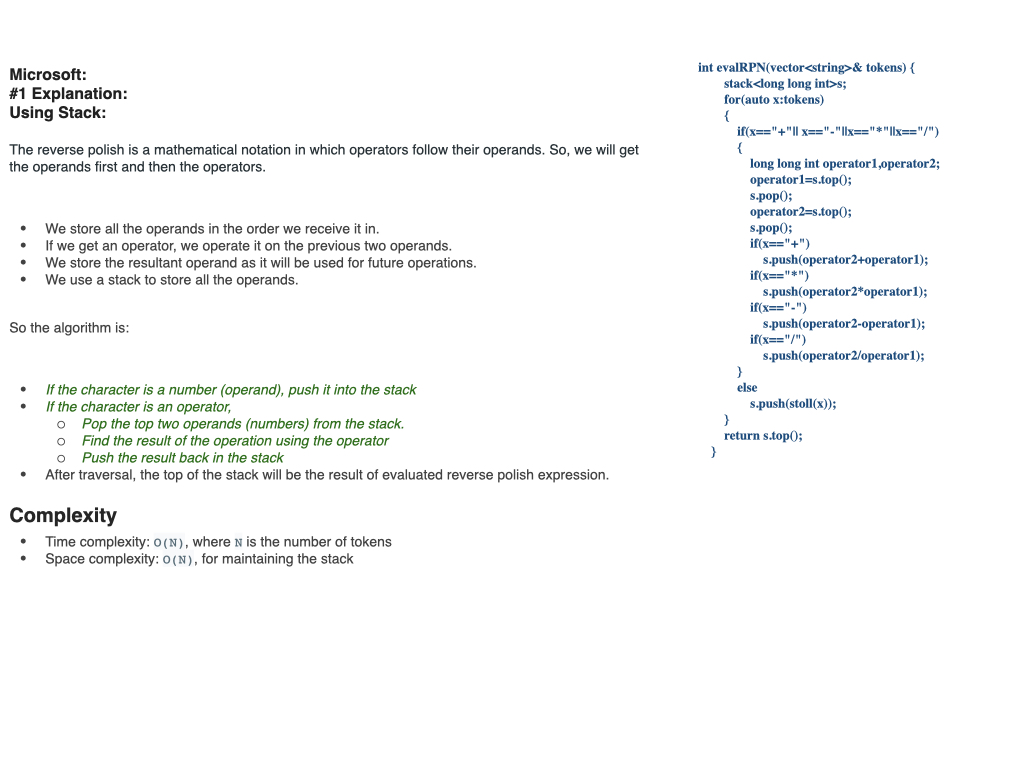 Microsoft:
#1 Explanation:
Using Stack:
The reverse polish is a mathematical notation in which operators follow their operands. So, we will get
the operands first and then the operators.
• We store all the operands in the order we receive it in.
• If we get an operator, we operate it on the previous two operands.
• We store the resultant operand as it will be used for future operations.
• We use a stack to store all the operands.
So the algorithm is:
• If the character is a number (operand), push it into the stack
• If the character is an operator,
o Pop the top two operands (numbers) from the stack.
o Find the result of the operation using the operator
o Push the result back in the stack
• After traversal, the top of the stack will be the result of evaluated reverse polish expression.
Complexity
• Time complexity: O(N), where N is the number of tokens
• Space complexity: O(N), for maintaining the stack
int evalRPN(vector<string>& tokens) {
stack<long long int>s;
for(auto x:tokens)
{
if(x=="+"|| x=="-"||x=="*"||x=="/")
{
long long int operator1,operator2;
operator1=s.top();
s.pop();
operator2=s.top();
s.pop();
if(x=="+")
s.push(operator2+operator1);
if(x=="*")
s.push(operator2*operator1);
if(x=="-")
s.push(operator2-operator1);
if(x=="/")
s.push(operator2/operator1);
}
else
s.push(stoll(x));
}
return s.top();
}